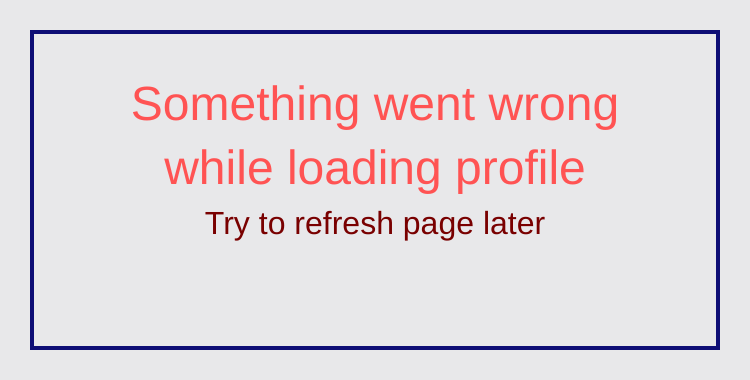 Something went wrong
while loading profile
Try to refresh page later